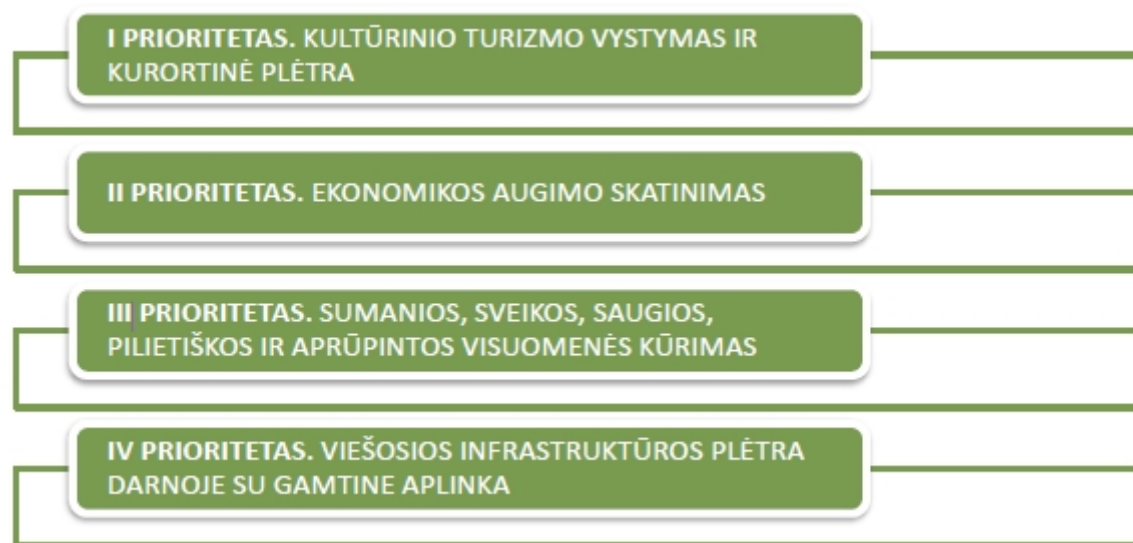 I PRIORITETAS. KULTŪRINIO TURIZMO VYSTYMAS IR
KURORTINĖ PLĖTRA
II PRIORITETAS. EKONOMIKOS AUGIMO SKATINIMAS
III PRIORITETAS. SUMANIOS, SVEIKOS, SAUGIOS,
PILIETIŠKOS IR APRŪPINTOS VISUOMENĖS KŪRIMAS
IV PRIORITETAS. VIEŠOSIOS INFRASTRUKTŪROS PLĖTRA
DARNOJE SU GAMTINE APLINKA